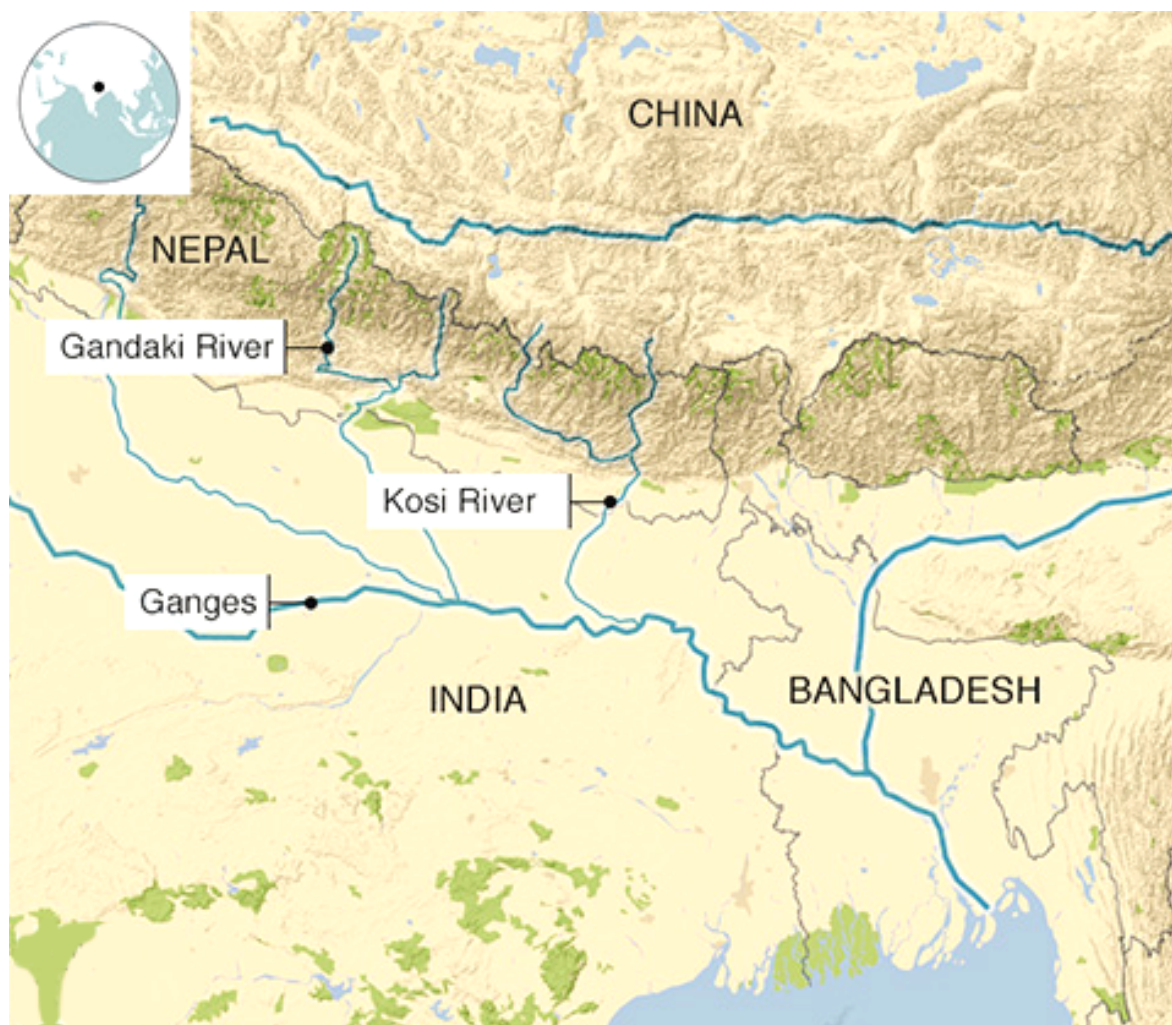 CHINA
NEPAL
Gandaki River
Kosi River
Ganges
INDIA
BANGLADESH